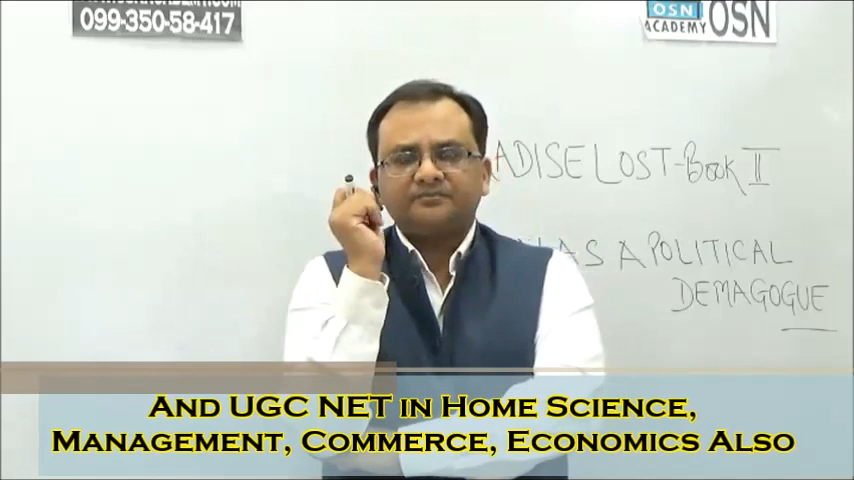 099-350-58-417
OSN
ACADEMY
OSN
LOST-BOOK II
AS A POLITICAL
DEMAGOGUE
AND UGC NET IN HOME SCIENCE,
MANAGEMENT, COMMERCE, ECONOMICS ALSO